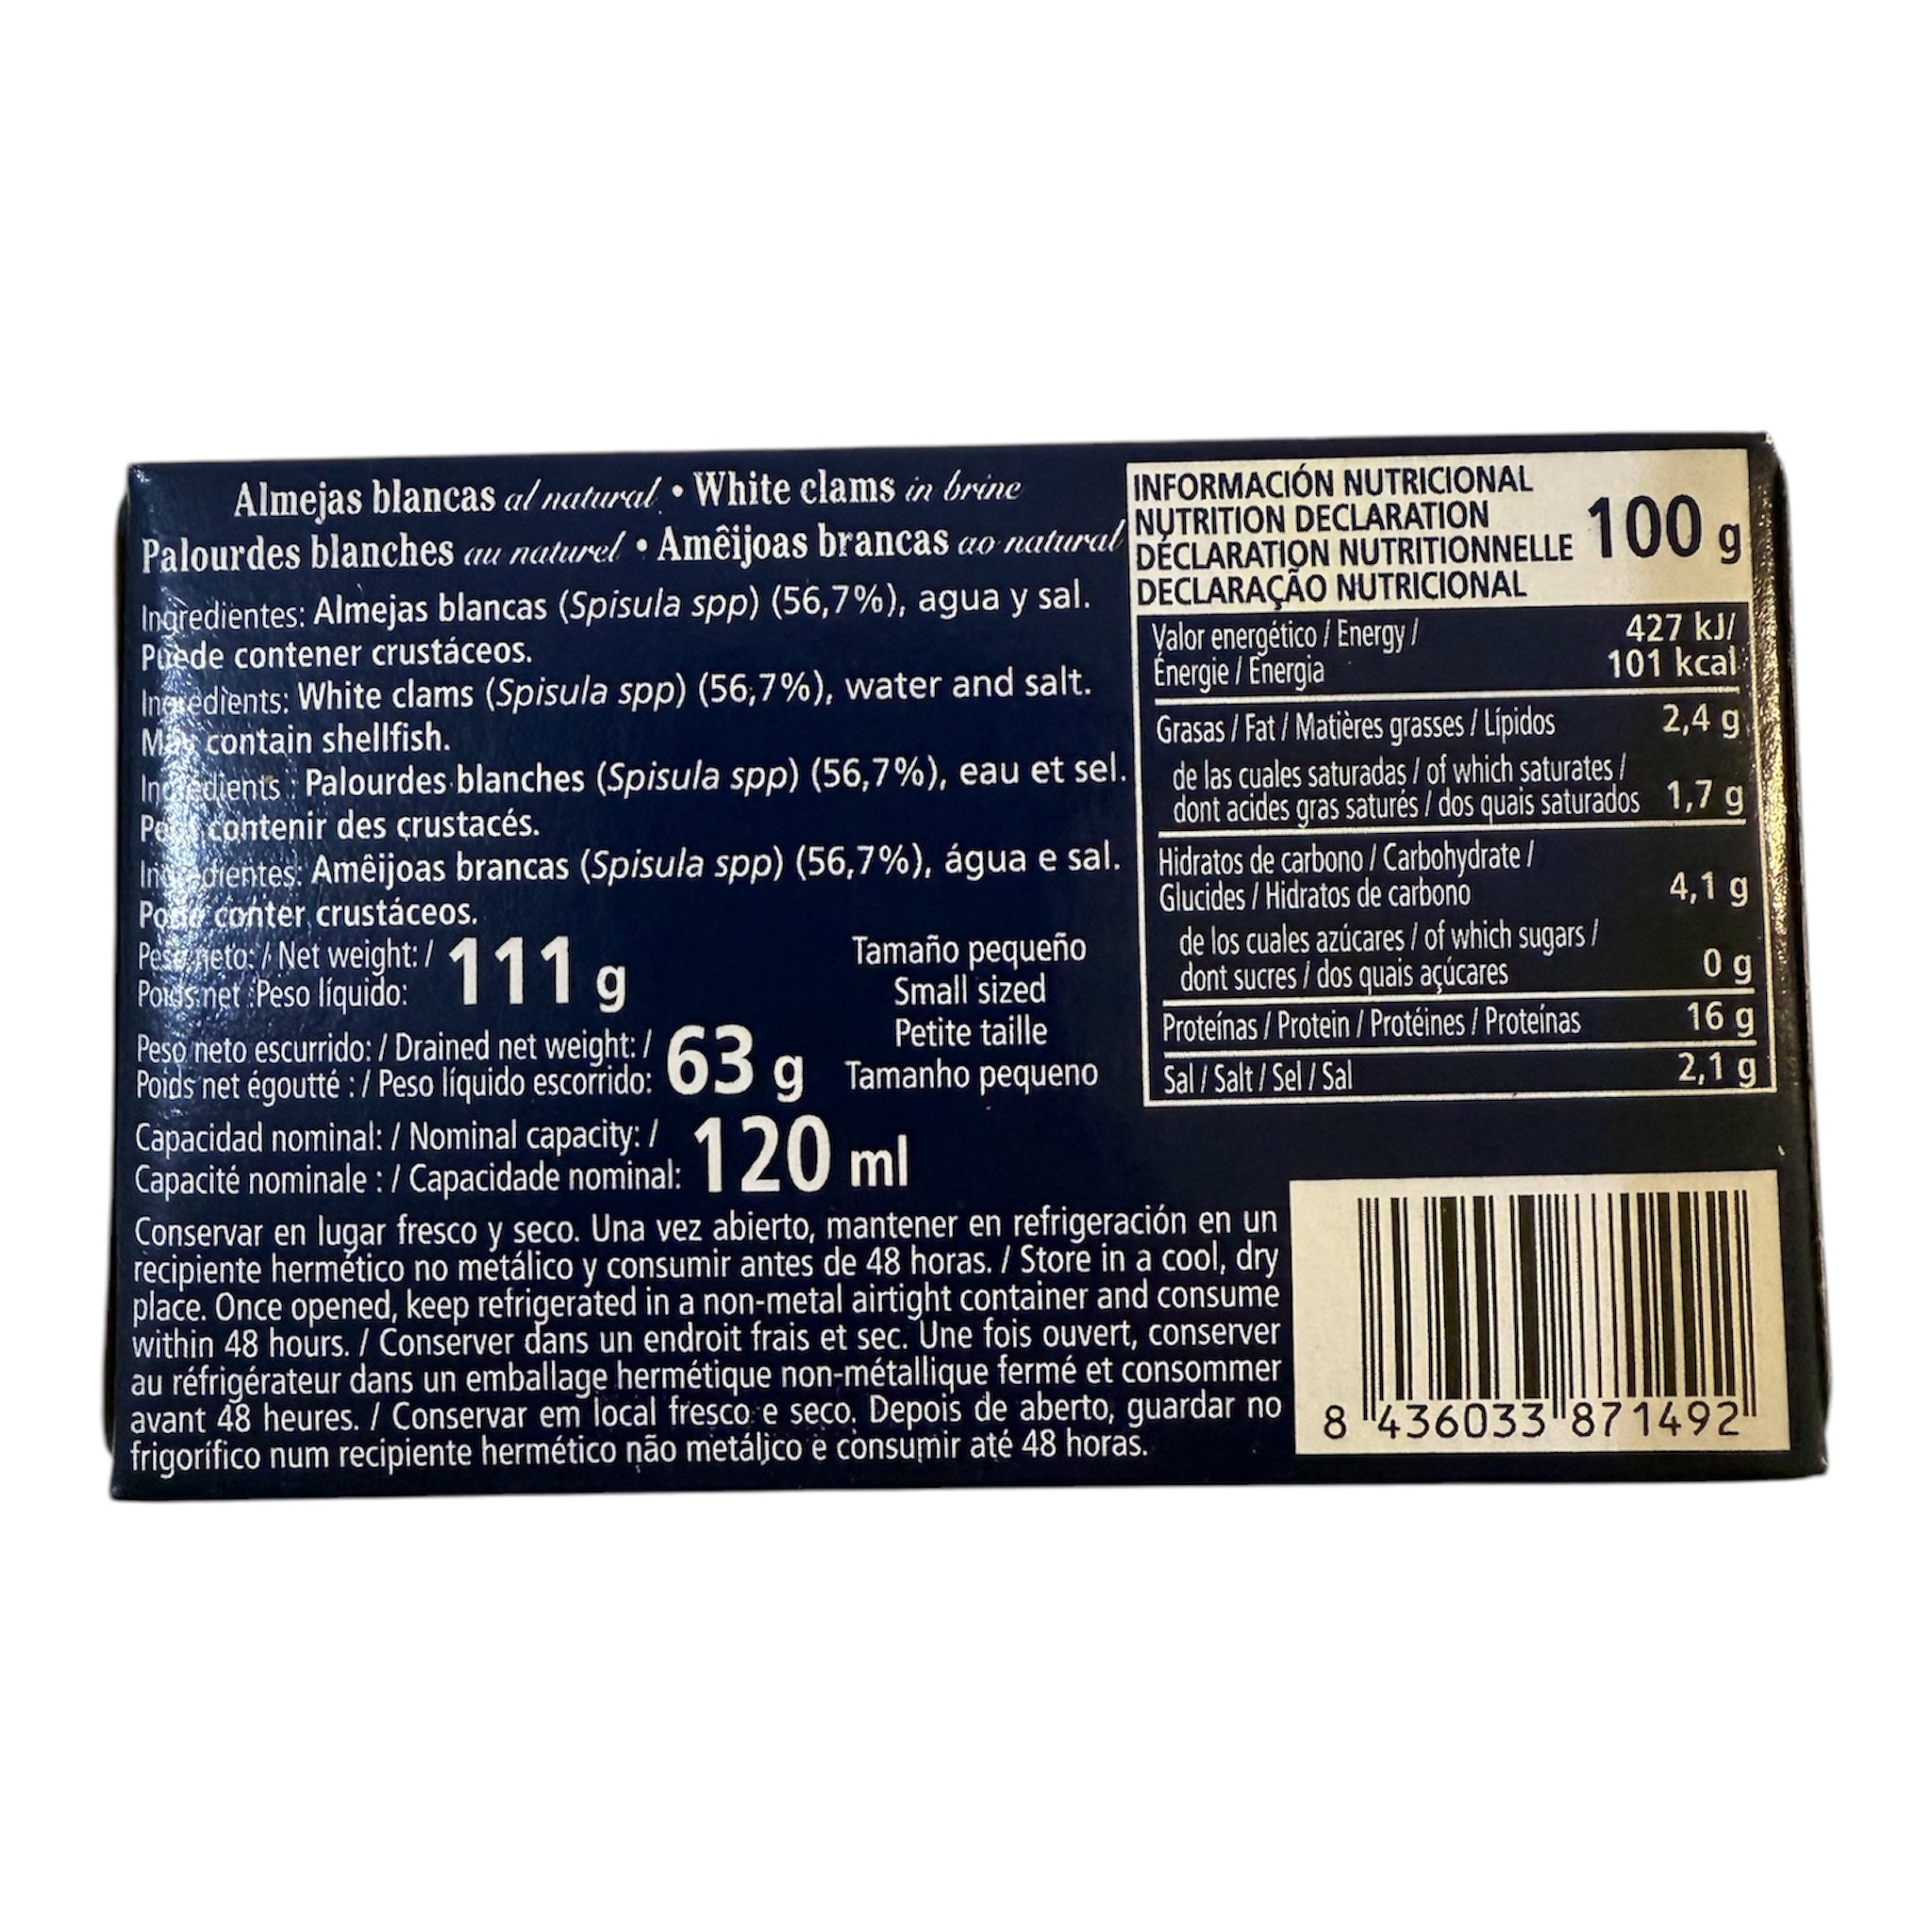 Almejas blancas al natural • White clams in brine
Palourdes blanches au naturel • Amêijoas brancas ao natural
Ingredientes: Almejas blancas (Spisula spp) (56,7%), agua y sal.
Puede contener crustáceos.
Ingredients: White clams (Spisula spp) (56,7%), water and salt.
May contain shellfish.
Ingrédients : Palourdes blanches (Spisula spp) (56,7%), eau et sel.
Peut contenir des crustacés.
Ingredientes: Amêijoas brancas (Spisula spp) (56,7%), água e sal.
Pode conter crustáceos.
Peso neto: / Net weight: /
Poids net : Peso líquido: 111 g
Peso neto escurrido: / Drained net weight: /
Poids net égoutté : / Peso líquido escorrido: 63 g
Tamaño pequeño
Small sized
Petite taille
Tamanho pequeno
Capacidad nominal: / Nominal capacity: /
Capacité nominale : / Capacidade nominal: 120 ml
Conservar en lugar fresco y seco. Una vez abierto, mantener en refrigeración en un
recipiente hermético no metálico y consumir antes de 48 horas. / Store in a cool, dry
place. Once opened, keep refrigerated in a non-metal airtight container and consume
within 48 hours. / Conserver dans un endroit frais et sec. Une fois ouvert, conserver
au réfrigérateur dans un emballage hermétique non-métallique fermé et consommer
avant 48 heures. / Conservar em local fresco e seco. Depois de aberto, guardar no
frigorífico num recipiente hermético não metálico e consumir até 48 horas.
INFORMACIÓN NUTRICIONAL
NUTRITION DECLARATION
DÉCLARATION NUTRITIONNELLE
DECLARAÇÃO NUTRICIONAL
100 g
Valor energético / Energy / 427 kJ/
Énergie / Energia 101 kcal
Grasas / Fat / Matières grasses / Lípidos 2,4 g
de las cuales saturadas / of which saturates /
dont acides gras saturés / dos quais saturados 1,7 g
Hidratos de carbono / Carbohydrate /
Glucides / Hidratos de carbono 4,1 g
de los cuales azúcares / of which sugars /
dont sucres / dos quais açúcares 0 g
Proteínas / Protein / Protéines / Proteínas 16 g
Sal / Salt / Sel / Sal 2,1 g
8 436033 871492